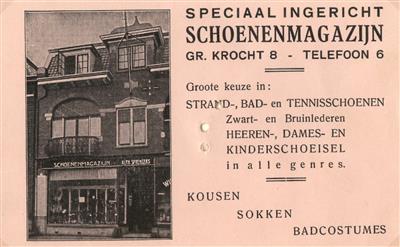 SPECIAAL INGERICHT
SCHOENENMAGAZIJN
GR. KROCHT 8 - TELEFOON 6
Groote keuze in:
STRAND-, BAD- en TENNISSCHOENEN
Zwart- en Bruinlederen
HEEREN-, DAMES- EN
KINDERSCHOEISEL
in alle genres.
KOUSEN
SOKKEN
BADCOSTUMES
SCHOENENMAGAZIJN